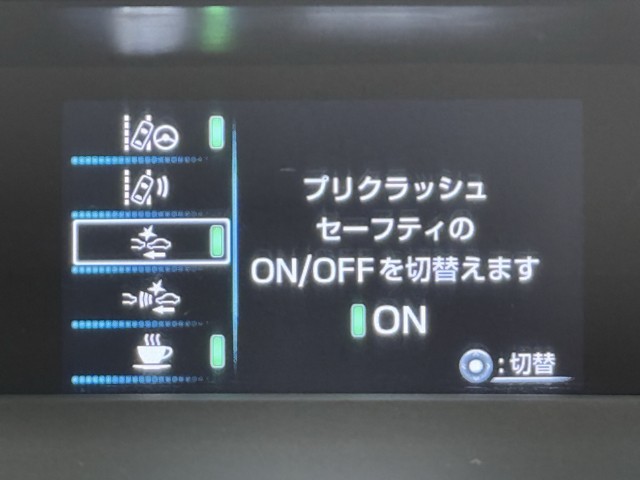 プリクラッシュ
セーフティの
ON/OFFを切替えます
ON
:切替